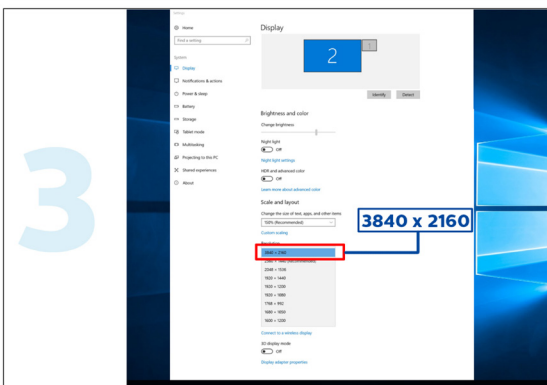 3
Home
Find a setting
System
Display
Notifications & actions
Power & sleep
Battery
Storage
Tablet mode
Multitasking
Projecting to this PC
Shared experiences
About
Display
2
1
Identify
Detect
Brightness and color
Change brightness
Night light
Off
Night light settings
HDR and advanced color
Off
Learn more about advanced color
Scale and layout
Change the size of text, apps, and other items
100% (Recommended)
Custom scaling
Resolution
3840 × 2160
3840 x 2160
2048 × 1536
1920 × 1440
1920 × 1200
1920 × 1080
1680 × 1050
1600 × 1200
Connect to a wireless display
3D display mode
Off
Display adapter properties